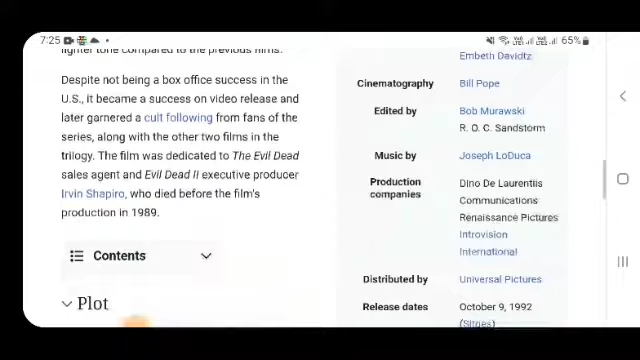 7:25
65%
lighter tone compared to the previous films.
Despite not being a box office success in the
U.S., it became a success on video release and
later garnered a cult following from fans of the
series, along with the other two films in the
trilogy. The film was dedicated to The Evil Dead
sales agent and Evil Dead II executive producer
Irvin Shapiro, who died before the film's
production in 1989.
Contents
Plot
Embeth Davidtz
Cinematography Bill Pope
Edited by Bob Murawski
R. O. C. Sandstorm
Music by Joseph LoDuca
Production Dino De Laurentiis
companies Communications
Renaissance Pictures
Introvision
International
Distributed by Universal Pictures
Release dates October 9, 1992
(Sitges)